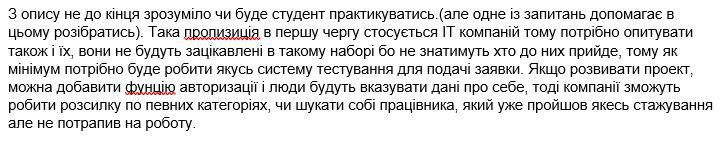 З опису не до кінця зрозуміло чи буде студент практикуватись.(але одне із запитань допомагає в
цьому розібратись). Така пропизиція в першу чергу стосується ІТ компаній тому потрібно опитувати
також і їх, вони не будуть зацікавлені в такому наборі бо не знатимуть хто до них прийде, тому як
мінімум потрібно буде робити якусь систему тестування для подачі заявки. Якщо розвивати проект,
можна добавити фунцію авторизації і люди будуть вказувати дані про себе, тоді компанії зможуть
робити розсилку по певних категоріях, чи шукати собі працівника, який уже пройшов якесь стажування
але не потрапив на роботу.